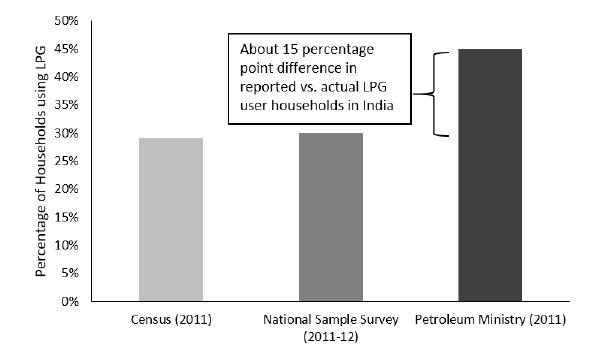 Percentage of Households using LPG
50%
45%
40%
35%
30%
25%
20%
15%
10%
5%
0%
About 15 percentage
point difference in
reported vs. actual LPG
user households in India
Census (2011)
National Sample Survey
(2011-12)
Petroleum Ministry (2011)